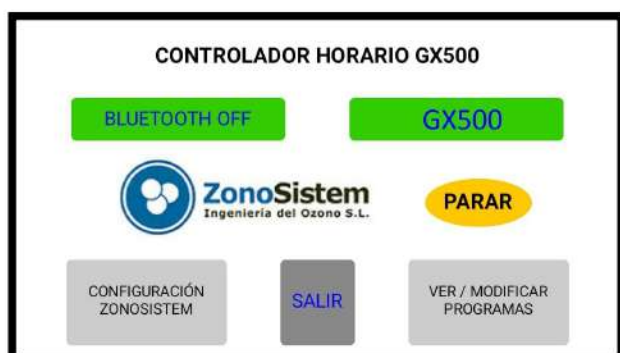 CONTROLADOR HORARIO GX500
BLUETOOTH OFF
GX500
ZonoSistem
Ingeniería del Ozono S.L.
PARAR
CONFIGURACIÓN
ZONOSISTEM
SALIR
VER / MODIFICAR
PROGRAMAS